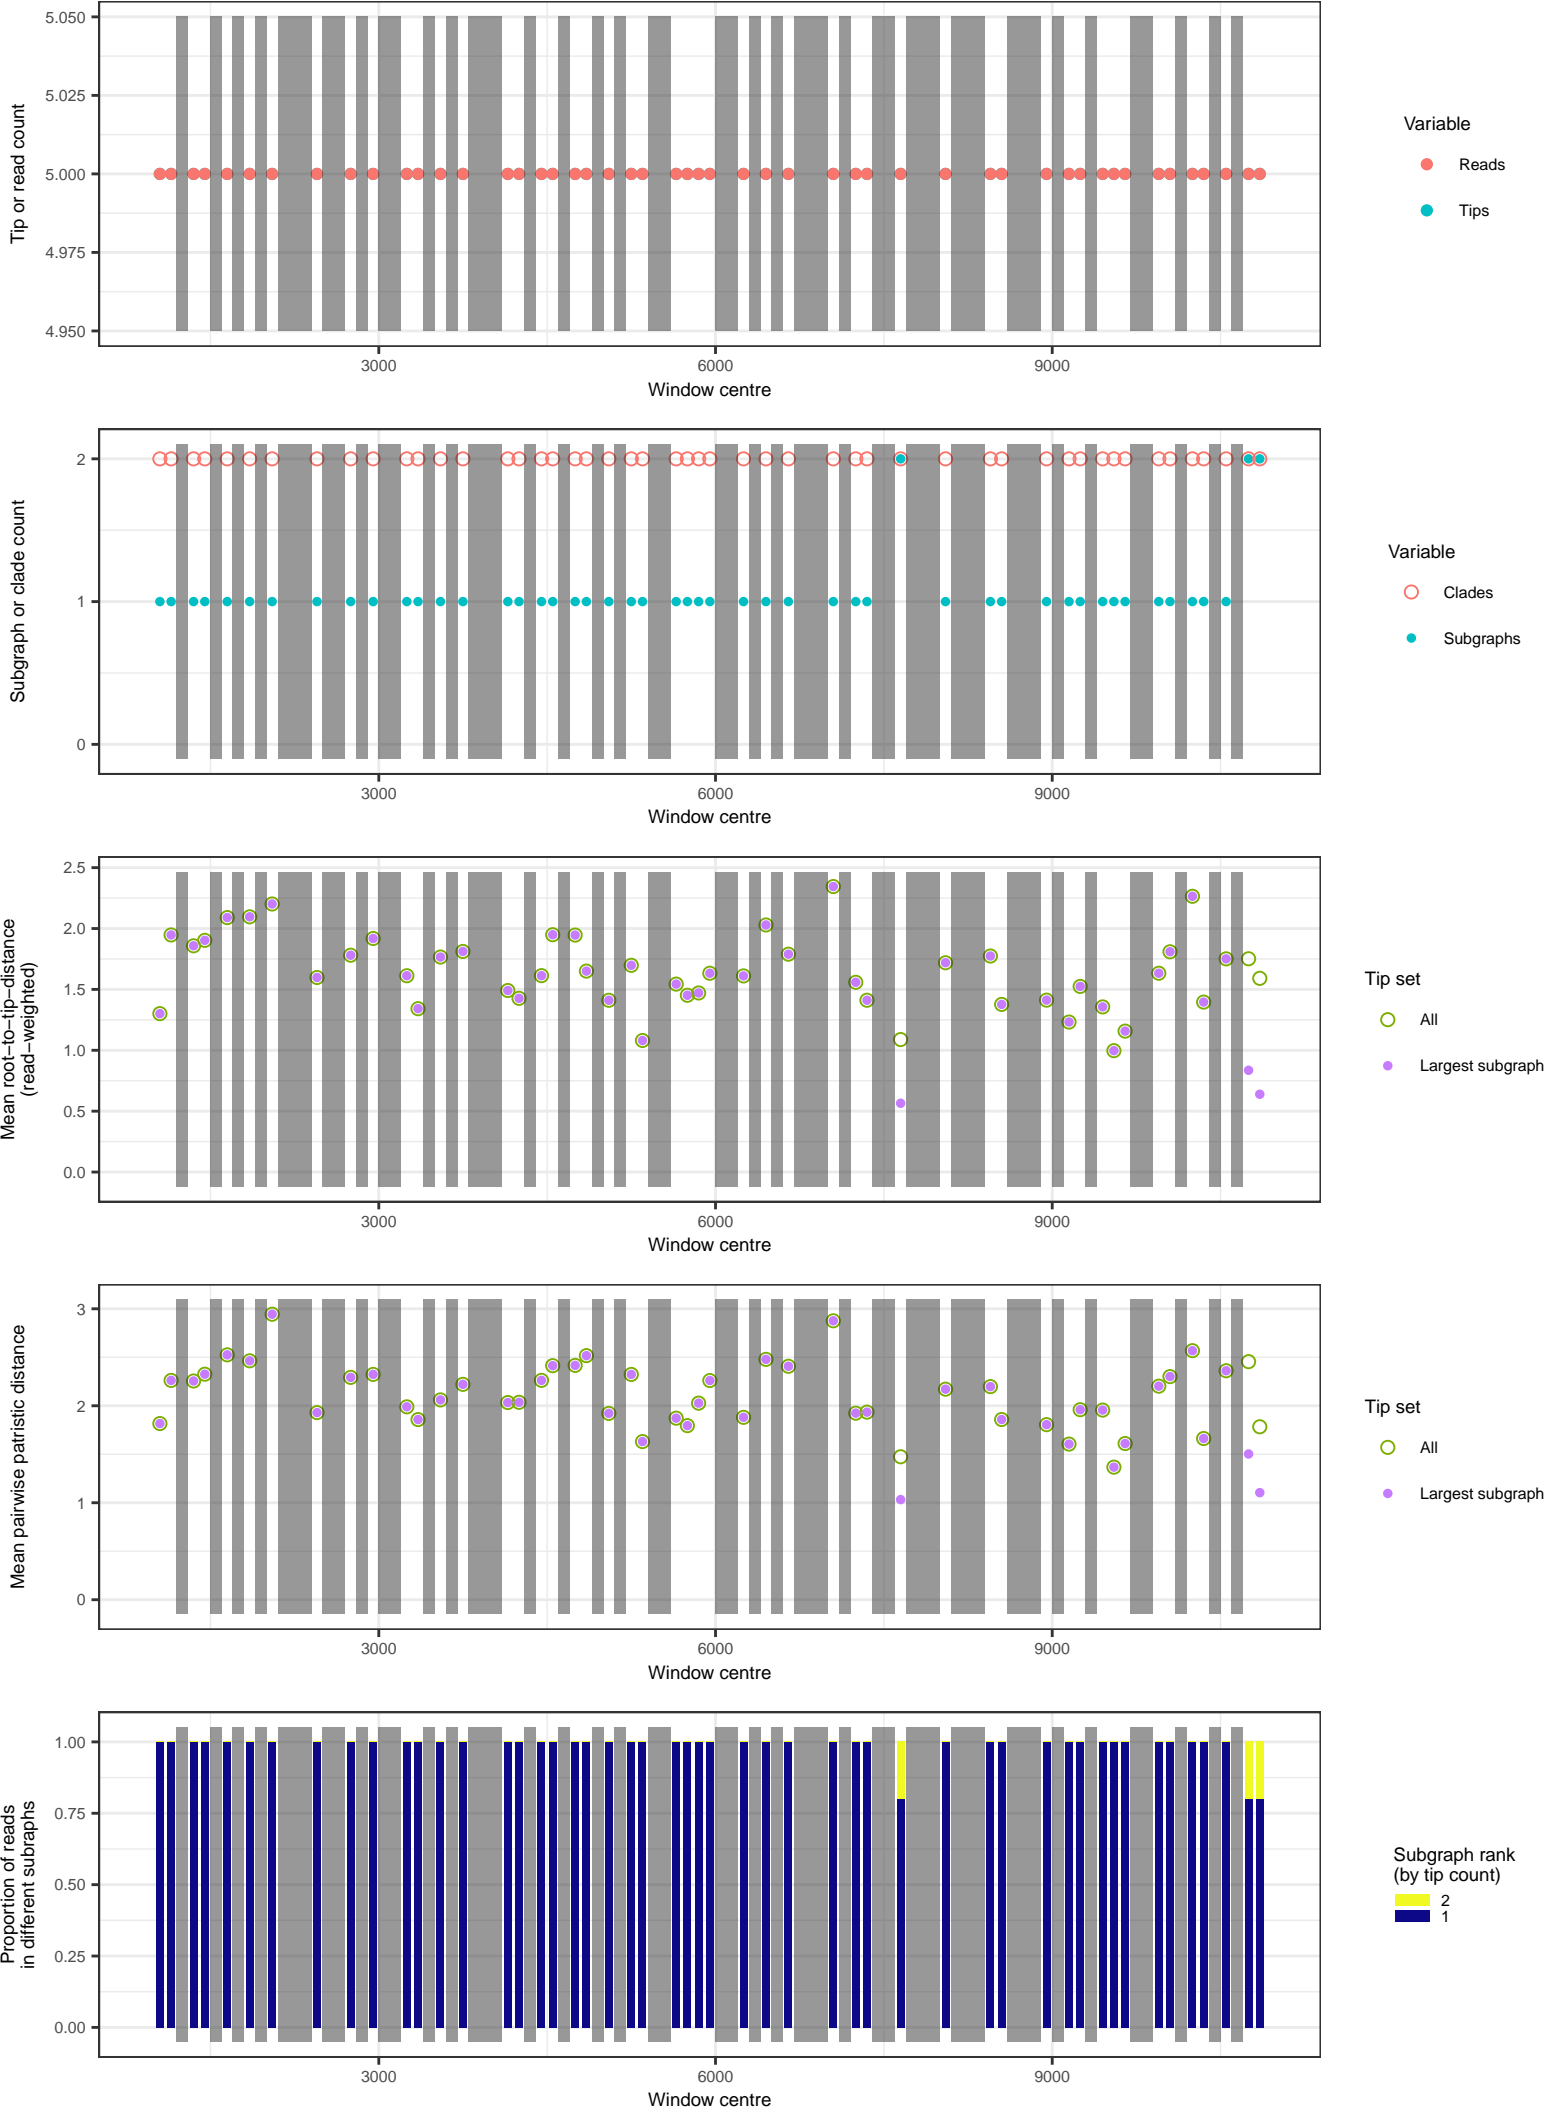 Tip or read count
5.050
5.025
5.000
4.975
4.950
3000
6000
9000
Window centre
Variable
Reads
Tips
Subgraph or clade count
2
1
0
3000
6000
9000
Window centre
Variable
Clades
Subgraphs
Mean root−to−tip−distance
(read−weighted)
2.5
2.0
1.5
1.0
0.5
0.0
3000
6000
9000
Window centre
Tip set
All
Largest subgraph
Mean pairwise patristic distance
3
2
1
0
3000
6000
9000
Window centre
Tip set
All
Largest subgraph
Proportion of reads
in different subraphs
1.00
0.75
0.50
0.25
0.00
3000
6000
9000
Window centre
Subgraph rank
(by tip count)
2
1